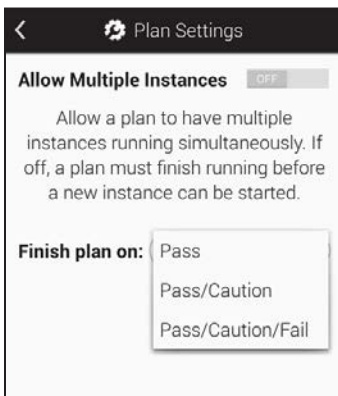 Plan Settings
Allow Multiple Instances OFF
Allow a plan to have multiple
instances running simultaneously. If
off, a plan must finish running before
a new instance can be started.
Finish plan on: Pass
Pass/Caution
Pass/Caution/Fail